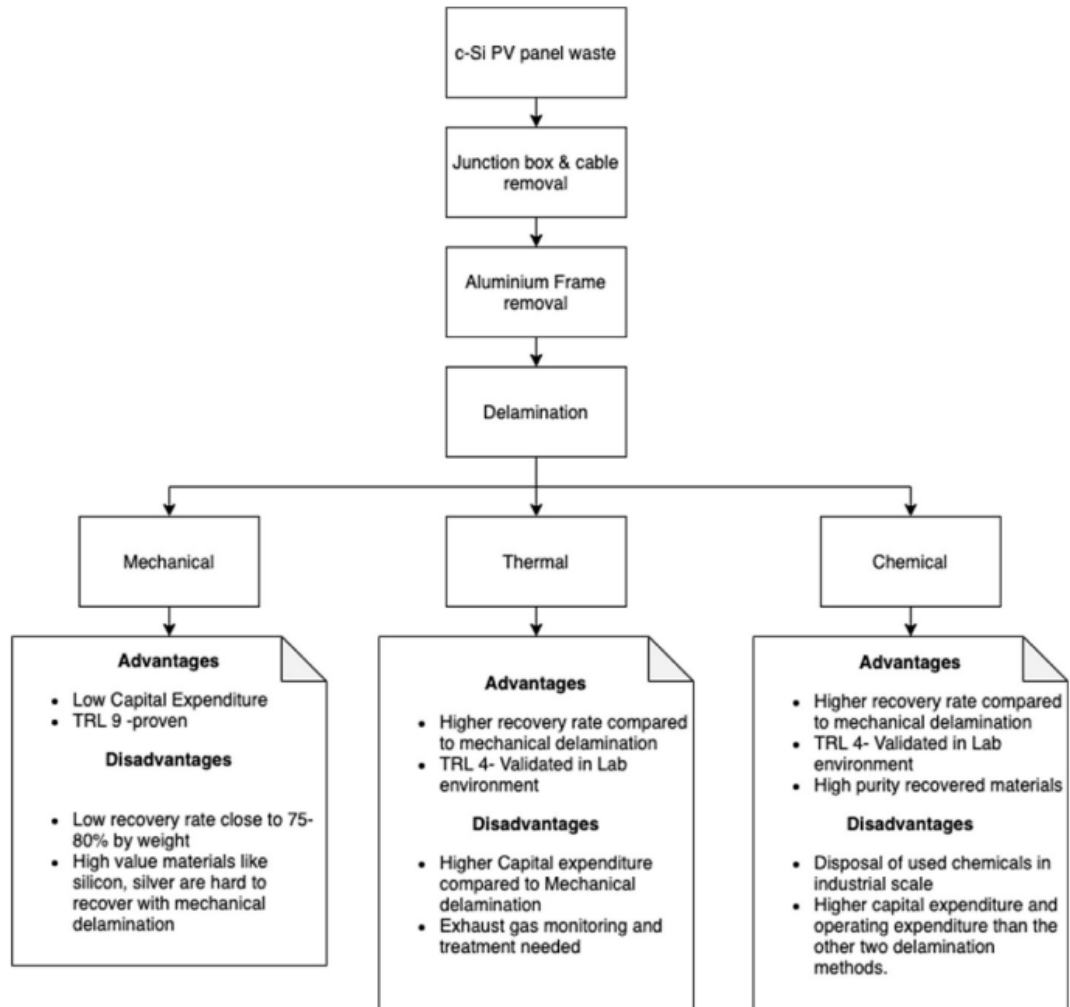 c-Si PV panel waste
Junction box & cable
removal
Aluminium Frame
removal
Delamination
Mechanical
Thermal
Chemical
Advantages
• Low Capital Expenditure
• TRL 9 -proven
Disadvantages
• Low recovery rate close to 75-
80% by weight
• High value materials like
silicon, silver are hard to
recover with mechanical
delamination
Advantages
• Higher recovery rate compared
to mechanical delamination
• TRL 4- Validated in Lab
environment
Disadvantages
• Higher Capital expenditure
compared to Mechanical
delamination
• Exhaust gas monitoring and
treatment needed
Advantages
• Higher recovery rate compared
to mechanical delamination
• TRL 4- Validated in Lab
environment
• High purity recovered materials
Disadvantages
• Disposal of used chemicals in
industrial scale
• Higher capital expenditure and
operating expenditure than the
other two delamination
methods.